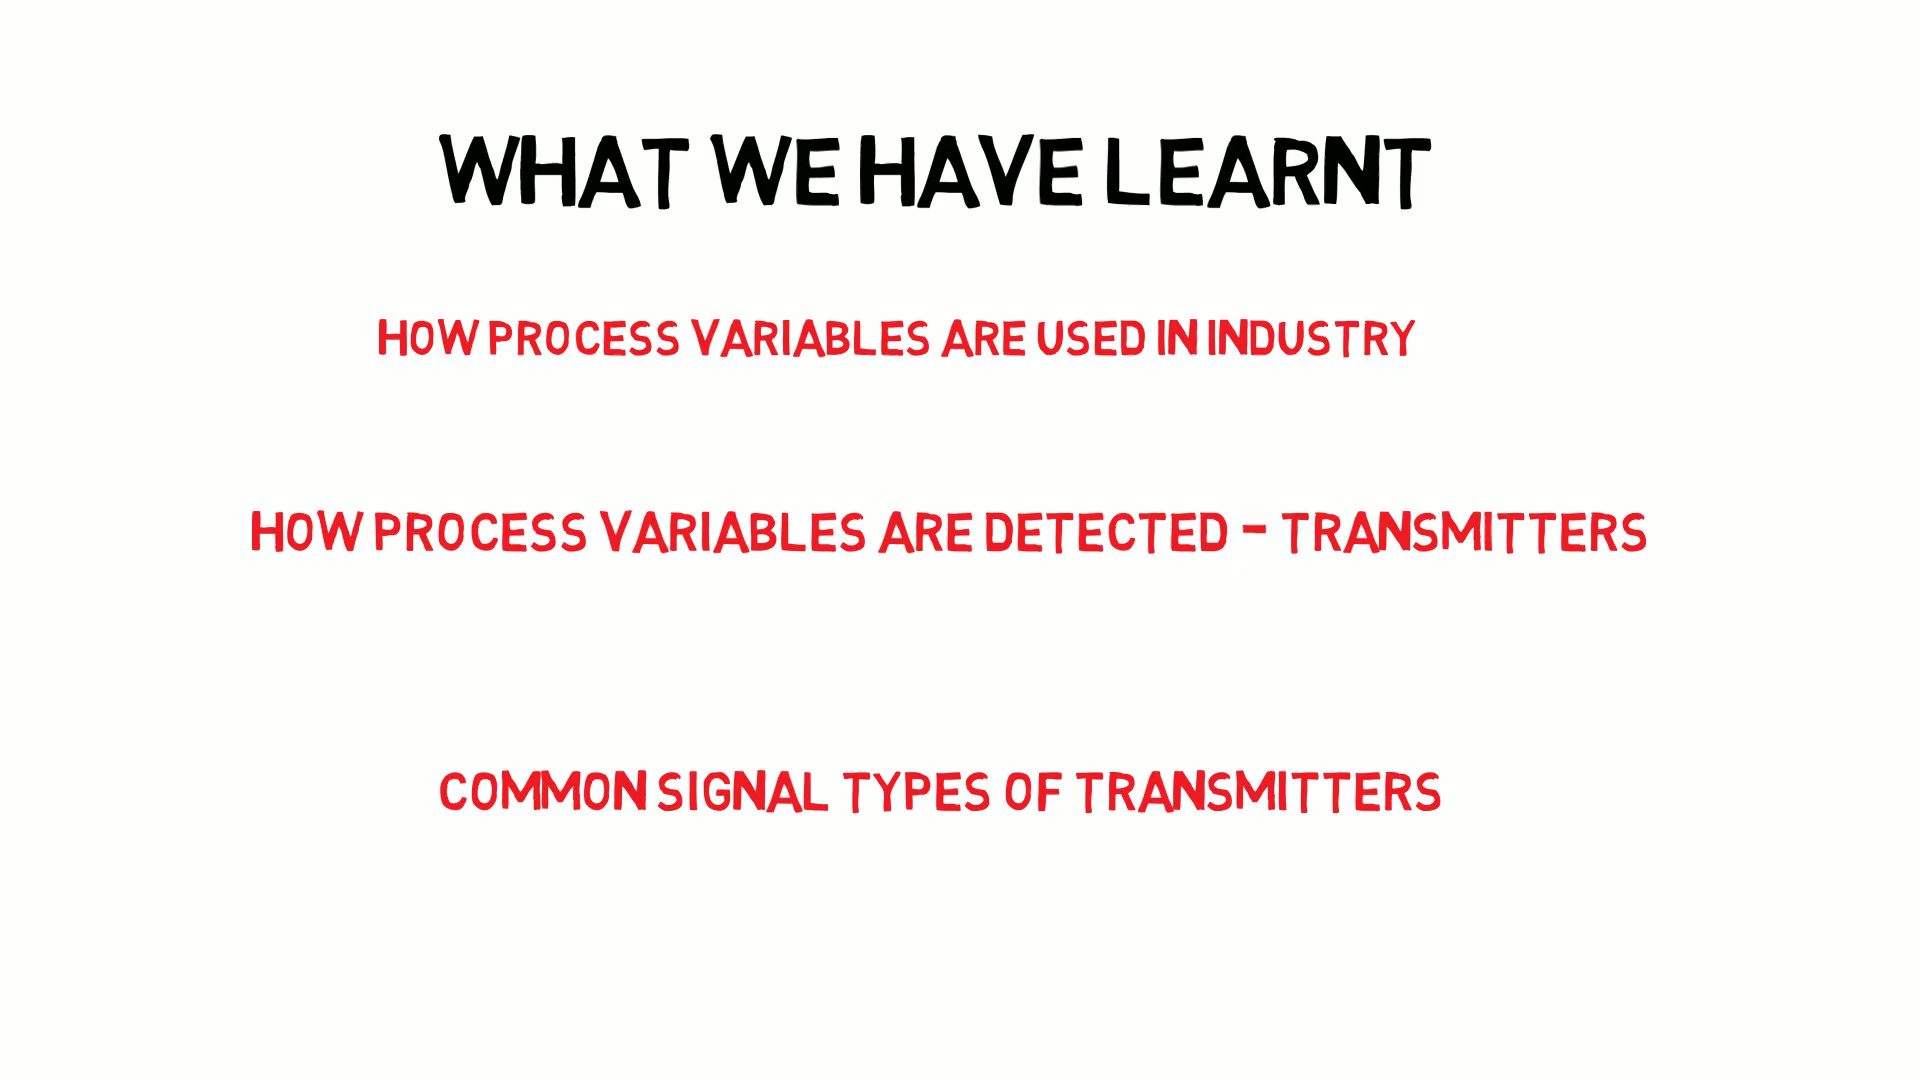 WHAT WE HAVE LEARNT
HOW PROCESS VARIABLES ARE USED IN INDUSTRY
HOW PROCESS VARIABLES ARE DETECTED - TRANSMITTERS
COMMON SIGNAL TYPES OF TRANSMITTERS